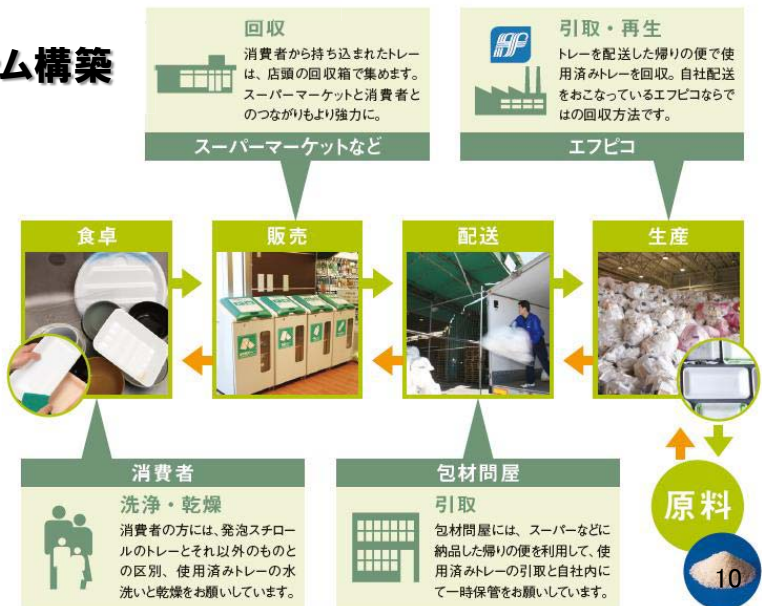 ム構築
回収
消費者から持ち込まれたトレー
は、店頭の回収箱で集めます。
スーパーマーケットと消費者と
のつながりもより強力に。
スーパーマーケットなど
引取・再生
トレーを配送した帰りの便で使
用済みトレーを回収。自社配送
をおこなっているエフピコならで
はの回収方法です。
エフピコ
食卓
販売
配送
生産
消費者
洗浄・乾燥
消費者の方には、発泡スチロー
ルのトレーとそれ以外のものと
の区別、使用済みトレーの水
洗いと乾燥をお願いしています。
包材問屋
引取
包材問屋には、スーパーなどに
納品した帰りの便を利用して、使
用済みトレーの引取と自社内に
て一時保管をお願いしています。
原料
10